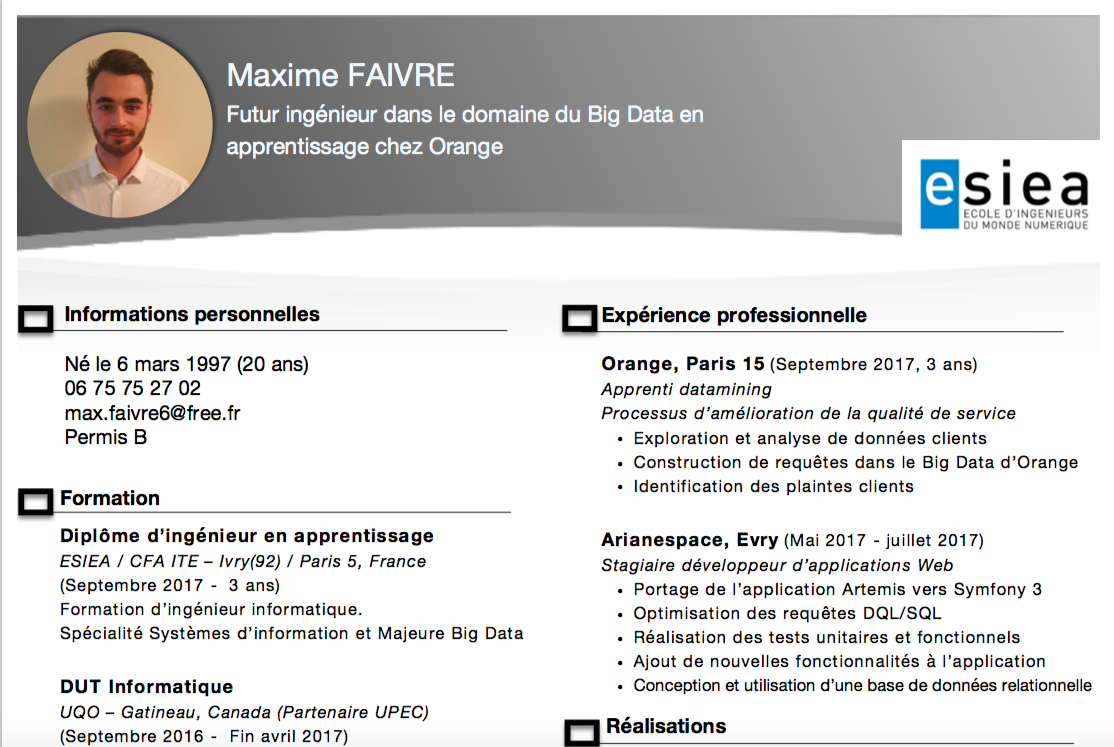 Maxime FAIVRE
Futur ingénieur dans le domaine du Big Data en
apprentissage chez Orange
esiea
ECOLE D'INGENIEURS
DU MONDE NUMERIQUE
Informations personnelles
Né le 6 mars 1997 (20 ans)
06 75 75 27 02
max.faivre6@free.fr
Permis B
Formation
Diplôme d'ingénieur en apprentissage
ESIEA / CFA ITE – Ivry(92) / Paris 5, France
(Septembre 2017 - 3 ans)
Formation d'ingénieur informatique.
Spécialité Systèmes d'information et Majeure Big Data
DUT Informatique
UQO – Gatineau, Canada (Partenaire UPEC)
(Septembre 2016 - Fin avril 2017)
Expérience professionnelle
Orange, Paris 15 (Septembre 2017, 3 ans)
Apprenti datamining
Processus d'amélioration de la qualité de service
• Exploration et analyse de données clients
• Construction de requêtes dans le Big Data d'Orange
• Identification des plaintes clients
Arianespace, Evry (Mai 2017 - juillet 2017)
Stagiaire développeur d'applications Web
• Portage de l'application Artemis vers Symfony 3
• Optimisation des requêtes DQL/SQL
• Réalisation des tests unitaires et fonctionnels
• Ajout de nouvelles fonctionnalités à l'application
• Conception et utilisation d'une base de données relationnelle
Réalisations